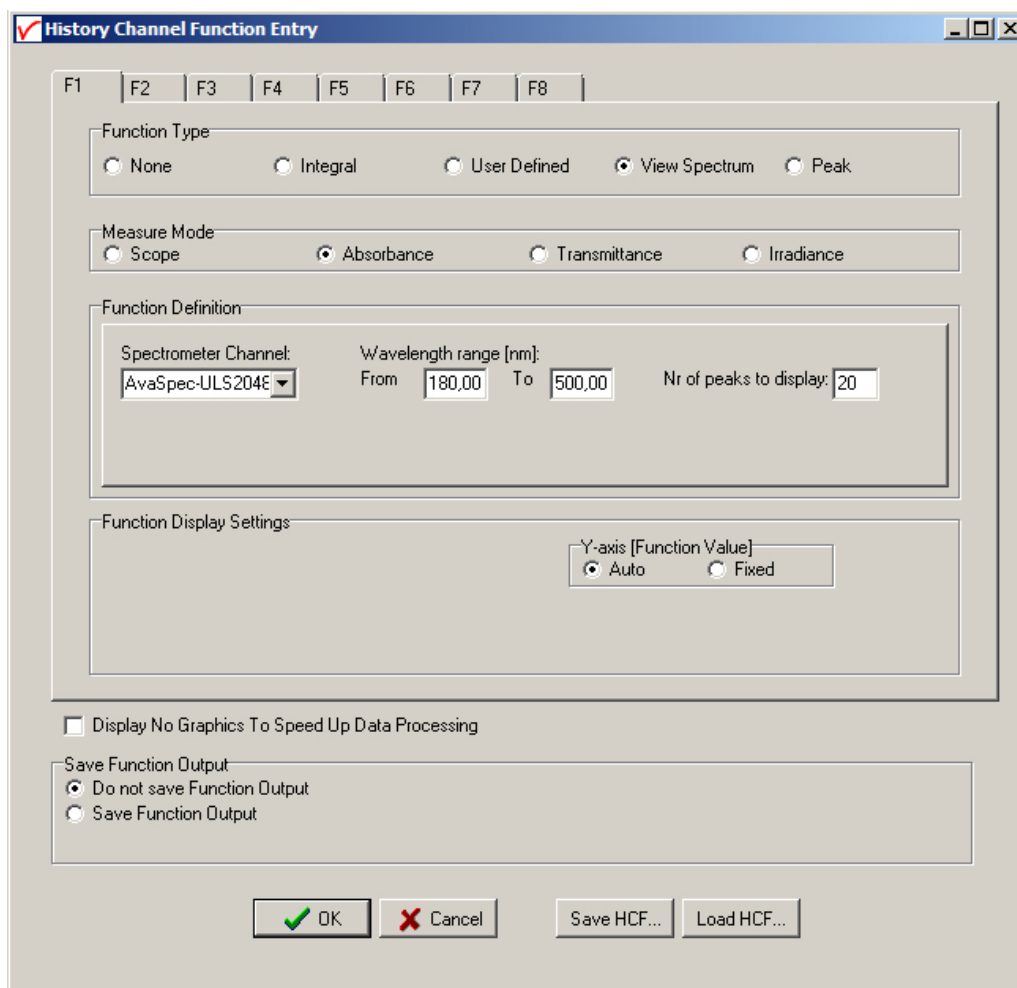 History Channel Function Entry
F1 F2 F3 F4 F5 F6 F7 F8
Function Type
None Integral User Defined View Spectrum Peak
Measure Mode
Scope Absorbance Transmittance Irradiance
Function Definition
Spectrometer Channel: Wavelength range [nm]:
AvaSpec-ULS2048 From 180,00 To 500,00 Nr of peaks to display: 20
Function Display Settings
Y-axis [Function Value]
Auto Fixed
Display No Graphics To Speed Up Data Processing
Save Function Output
Do not save Function Output
Save Function Output
OK Cancel Save HCF... Load HCF...